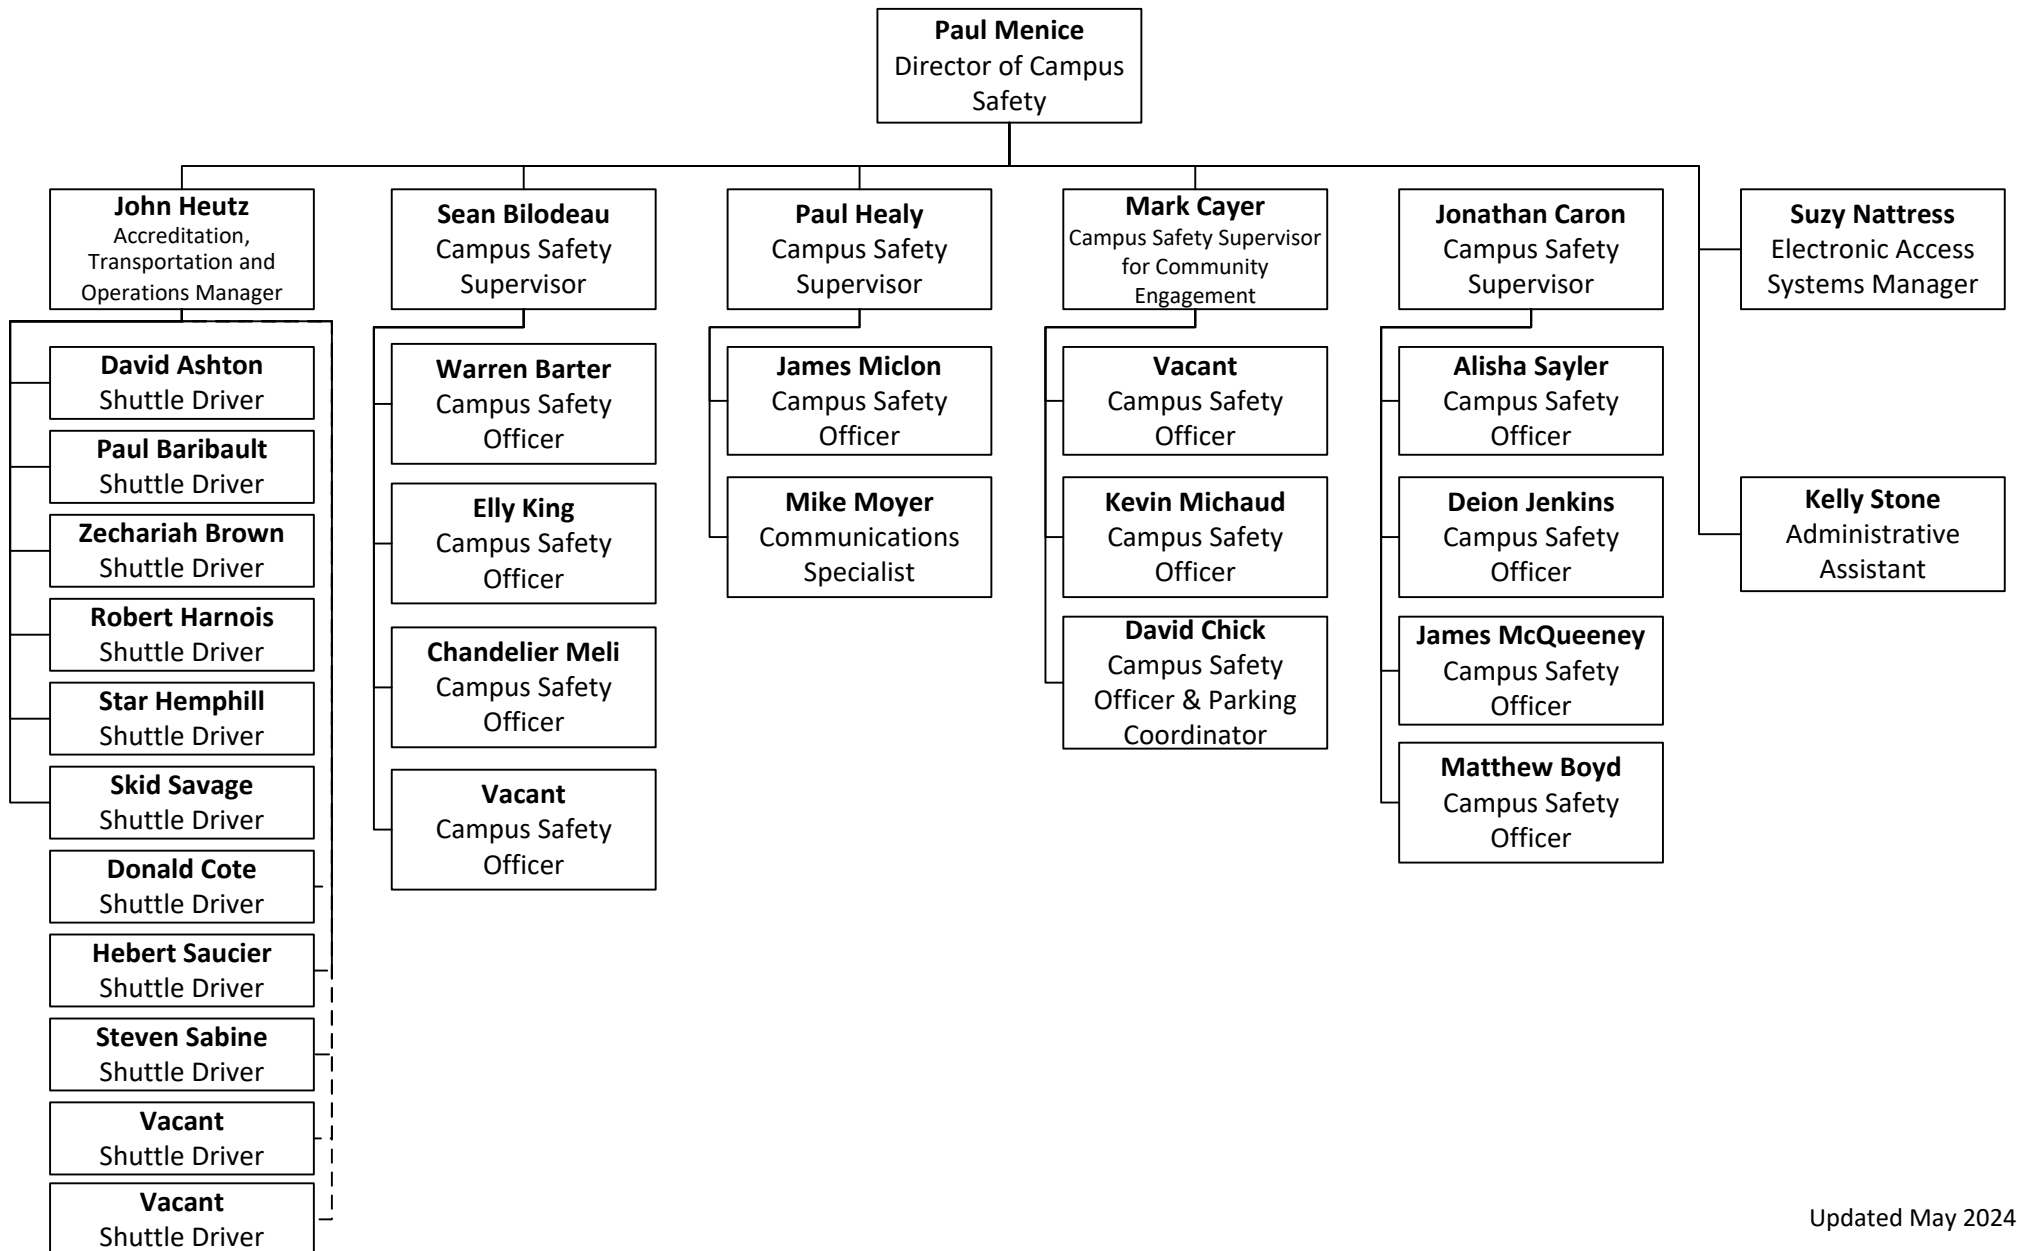 Paul Menice
Director of Campus
Safety
John Heutz
Accreditation,
Transportation and
Operations Manager
David Ashton
Shuttle Driver
Paul Baribault
Shuttle Driver
Zechariah Brown
Shuttle Driver
Robert Harnois
Shuttle Driver
Star Hemphill
Shuttle Driver
Skid Savage
Shuttle Driver
Donald Cote
Shuttle Driver
Hebert Saucier
Shuttle Driver
Steven Sabine
Shuttle Driver
Vacant
Shuttle Driver
Vacant
Shuttle Driver
Sean Bilodeau
Campus Safety
Supervisor
Warren Barter
Campus Safety
Officer
Elly King
Campus Safety
Officer
Chandelier Meli
Campus Safety
Officer
Vacant
Campus Safety
Officer
Paul Healy
Campus Safety
Supervisor
James Miclon
Campus Safety
Officer
Mike Moyer
Communications
Specialist
Mark Cayer
Campus Safety Supervisor
for Community
Engagement
Vacant
Campus Safety
Officer
Kevin Michaud
Campus Safety
Officer
David Chick
Campus Safety
Officer & Parking
Coordinator
Jonathan Caron
Campus Safety
Supervisor
Alisha Sayler
Campus Safety
Officer
Deion Jenkins
Campus Safety
Officer
James McQueeney
Campus Safety
Officer
Matthew Boyd
Campus Safety
Officer
Suzy Nattress
Electronic Access
Systems Manager
Kelly Stone
Administrative
Assistant
Updated May 2024